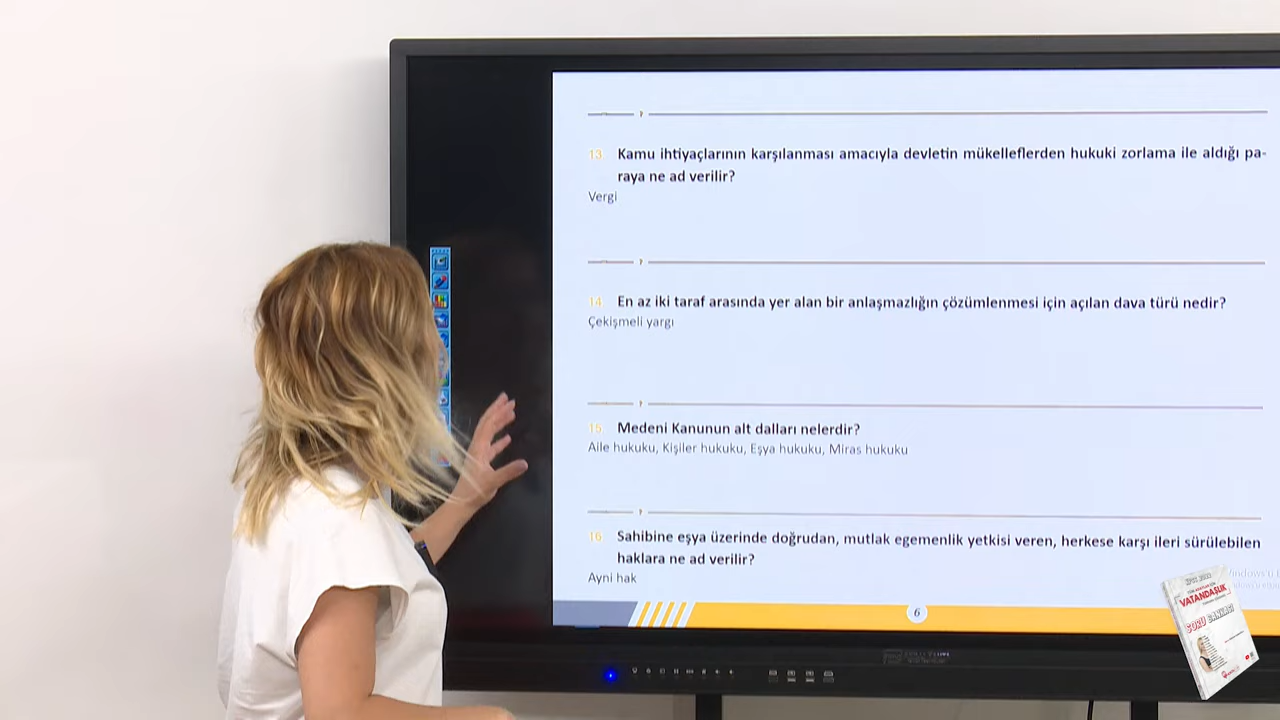 13. Kamu ihtiyaçlarının karşılanması amacıyla devletin mükelleflerden hukuki zorlama ile aldığı pa-
raya ne ad verilir?
Vergi
14. En az iki taraf arasında yer alan bir anlaşmazlığın çözümlenmesi için açılan dava türü nedir?
Çekişmeli yargı
15. Medeni Kanunun alt dalları nelerdir?
Aile hukuku, Kişiler hukuku, Eşya hukuku, Miras hukuku
16. Sahibine eşya üzerinde doğrudan, mutlak egemenlik yetkisi veren, herkese karşı ileri sürülebilen
haklara ne ad verilir?
Ayni hak
6
VATANDAŞLIK
SORU BANKASI